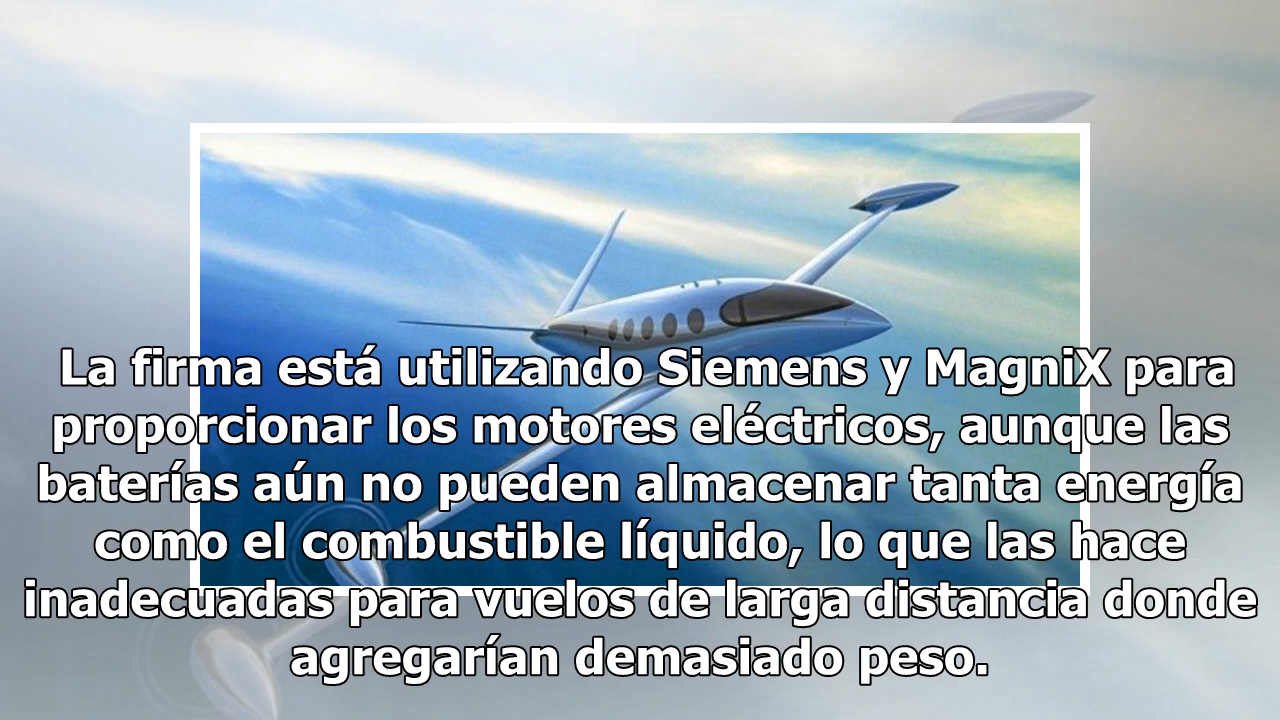 La firma está utilizando Siemens y MagniX para
proporcionar los motores eléctricos, aunque las
baterías aún no pueden almacenar tanta energía
como el combustible líquido, lo que las hace
inadecuadas para vuelos de larga distancia donde
agregarían demasiado peso.